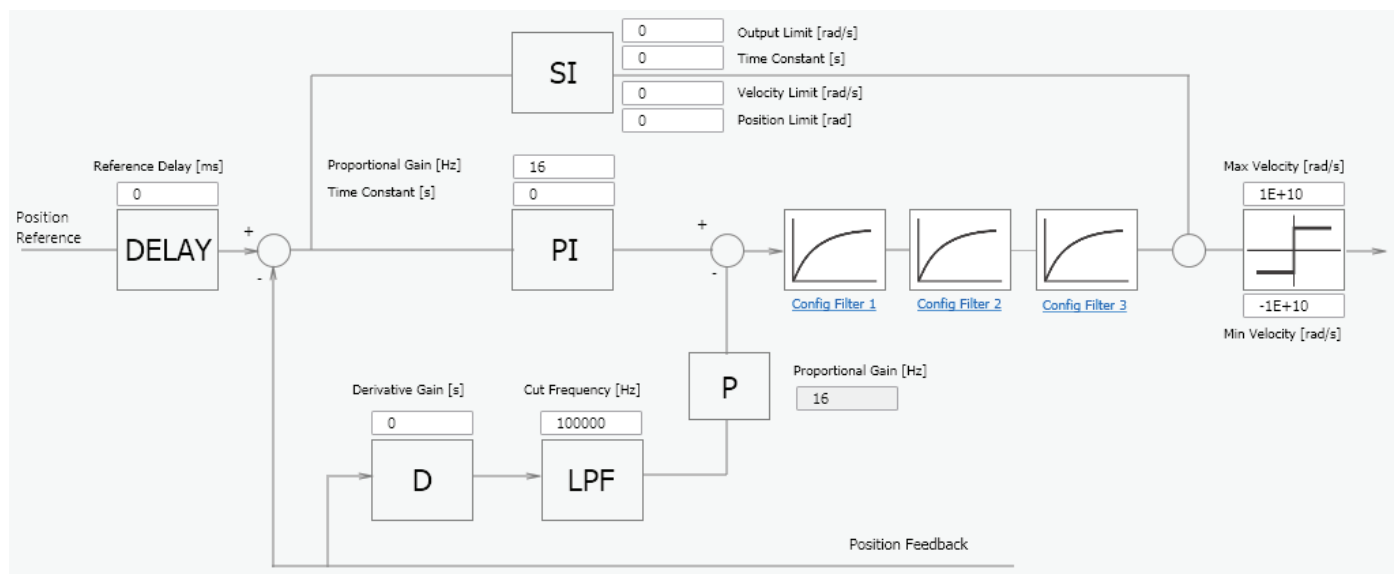 0 Output Limit [rad/s]
SI 0 Time Constant [s]
0 Velocity Limit [rad/s]
0 Position Limit [rad]
Reference Delay [ms]
0
Position
Reference
DELAY
+
-
Proportional Gain [Hz] 16
Time Constant [s] 0
PI
+
-
Config Filter 1
Config Filter 2
Config Filter 3
Max Velocity [rad/s]
1E+10
-1E+10
Min Velocity [rad/s]
P
Proportional Gain [Hz]
16
Derivative Gain [s]
0
D
Cut Frequency [Hz]
100000
LPF
Position Feedback